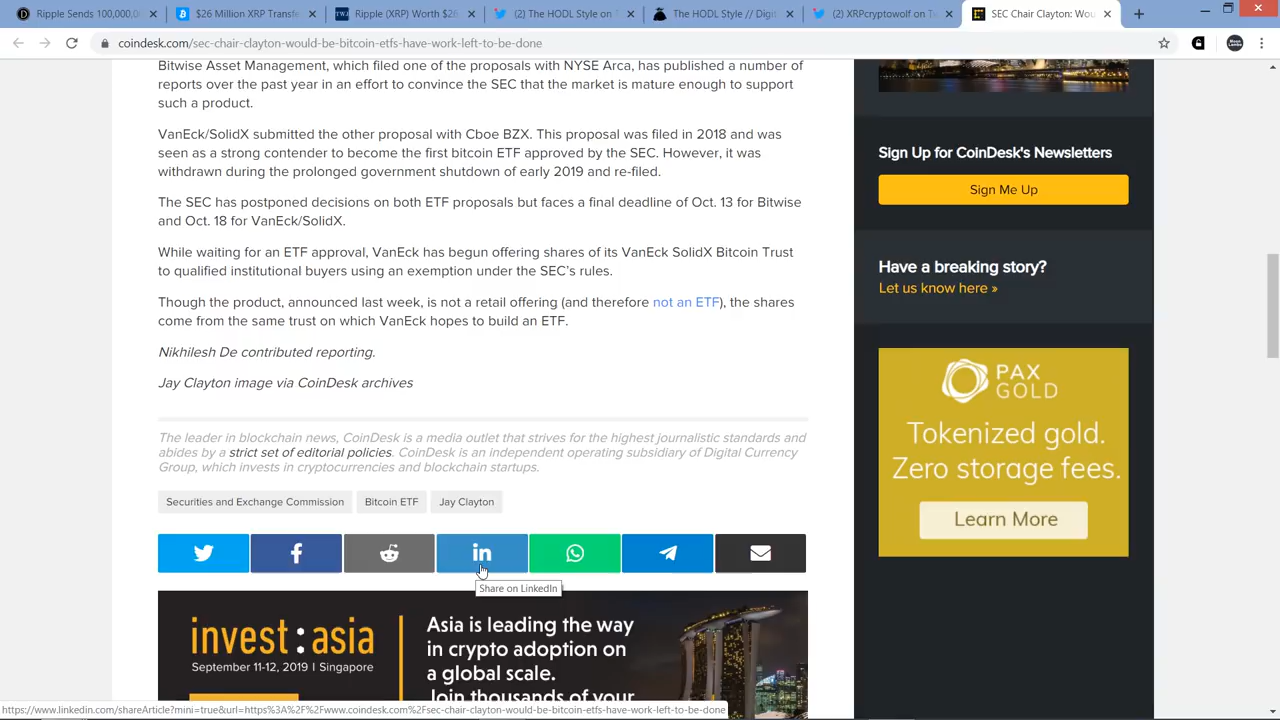 Ripple Sends 100,000,0
$26 Million (XRP) Ripple
Ripple (XRP) Worth $26
(2) The HODL Style on
The HODL Style // Digit
(2) XRPcryptowolf on Tw
SEC Chair Clayton: Wou
coindesk.com/sec-chair-clayton-would-be-bitcoin-etfs-have-work-left-to-be-done
Bitwise Asset Management, which filed one of the proposals with NYSE Arca, has published a number of
reports over the past year in an effort to convince the SEC that the market is mature enough to support
such a product.
VanEck/SolidX submitted the other proposal with Cboe BZX. This proposal was filed in 2018 and was
seen as a strong contender to become the first bitcoin ETF approved by the SEC. However, it was
withdrawn during the prolonged government shutdown of early 2019 and re-filed.
The SEC has postponed decisions on both ETF proposals but faces a final deadline of Oct. 13 for Bitwise
and Oct. 18 for VanEck/SolidX.
While waiting for an ETF approval, VanEck has begun offering shares of its VanEck SolidX Bitcoin Trust
to qualified institutional buyers using an exemption under the SEC's rules.
Though the product, announced last week, is not a retail offering (and therefore not an ETF), the shares
come from the same trust on which VanEck hopes to build an ETF.
Nikhilesh De contributed reporting.
Jay Clayton image via CoinDesk archives
The leader in blockchain news, CoinDesk is a media outlet that strives for the highest journalistic standards and
abides by a strict set of editorial policies. CoinDesk is an independent operating subsidiary of Digital Currency
Group, which invests in cryptocurrencies and blockchain startups.
Securities and Exchange Commission
Bitcoin ETF
Jay Clayton
Share on LinkedIn
invest:asia
September 11-12, 2019 | Singapore
Asia is leading the way
in crypto adoption on
a global scale.
Join thousands of your
Sign Up for CoinDesk's Newsletters
Sign Me Up
Have a breaking story?
Let us know here »
PAX
GOLD
Tokenized gold.
Zero storage fees.
Learn More
https://www.linkedin.com/shareArticle?mini=true&url=https%3A%2F%2Fwww.coindesk.com%2Fsec-chair-clayton-would-be-bitcoin-etfs-have-work-left-to-be-done